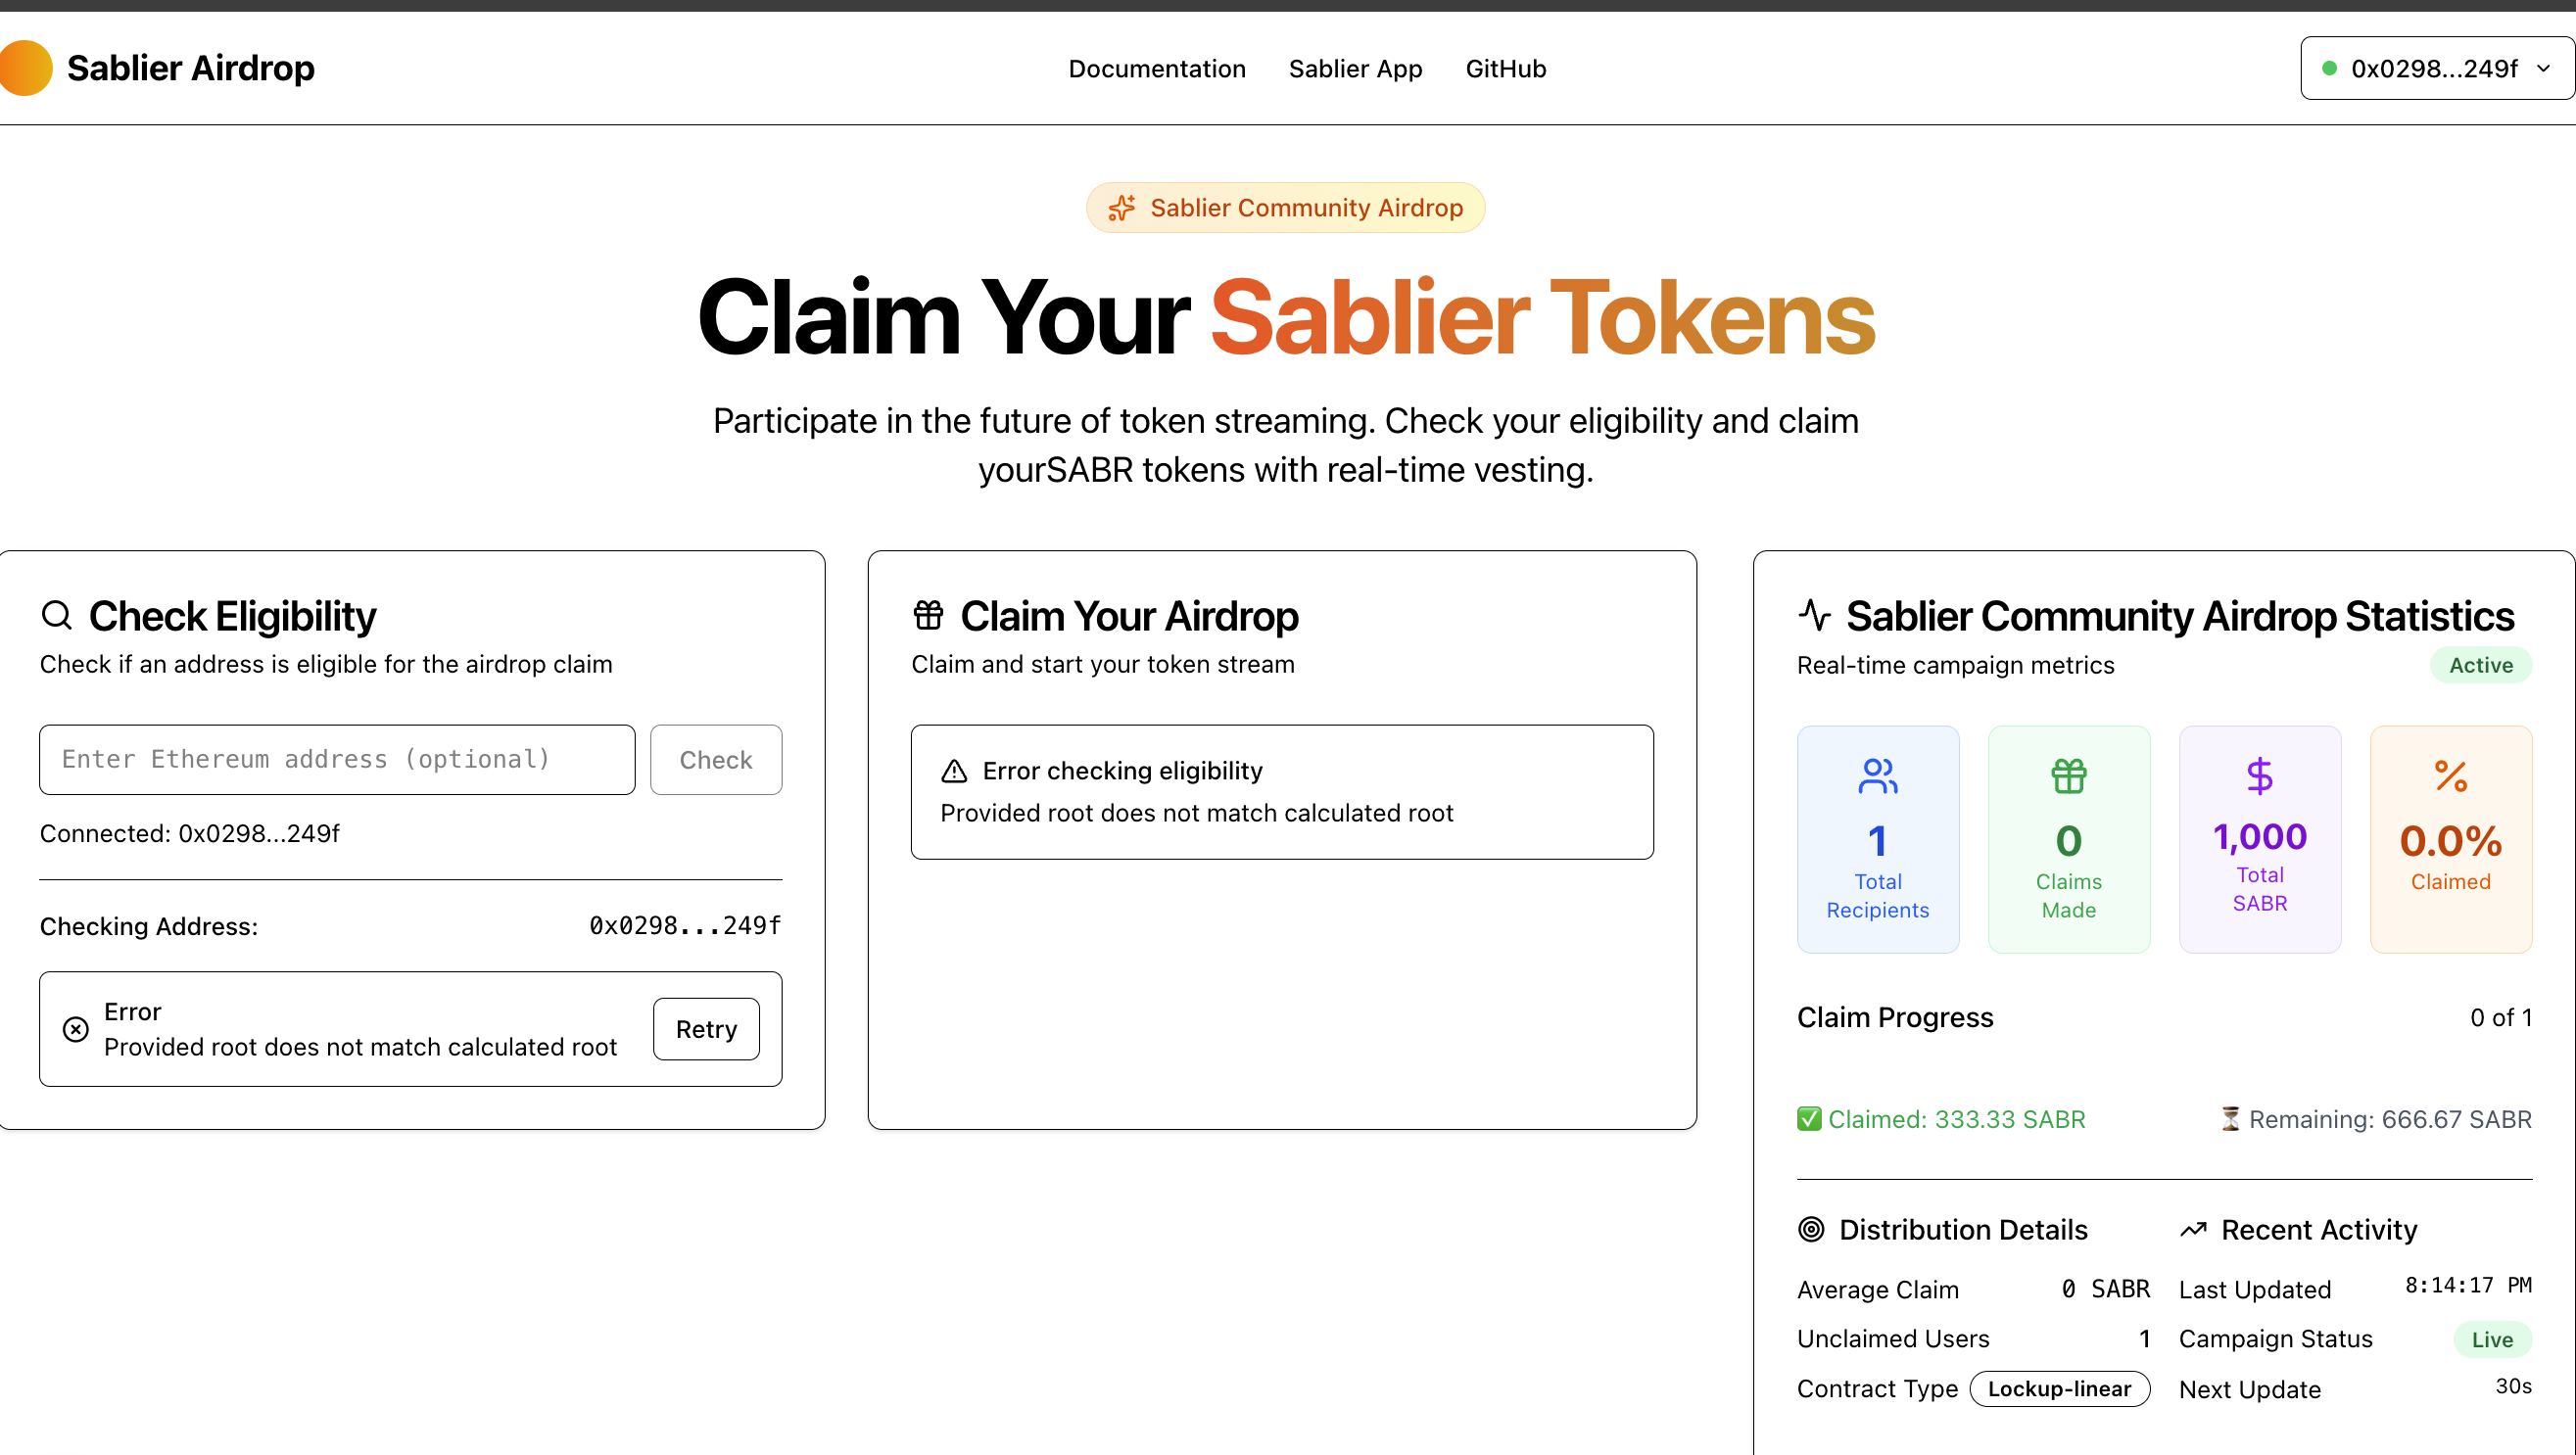 Sablier Airdrop
Documentation
Sablier App
GitHub
0x0298...249f
Sablier Community Airdrop
Claim Your Sablier Tokens
Participate in the future of token streaming. Check your eligibility and claim
yourSABR tokens with real-time vesting.
Check Eligibility
Check if an address is eligible for the airdrop claim
Enter Ethereum address (optional)
Check
Connected: 0x0298...249f
Checking Address:
0x0298...249f
Error
Provided root does not match calculated root
Retry
Claim Your Airdrop
Claim and start your token stream
Error checking eligibility
Provided root does not match calculated root
Sablier Community Airdrop Statistics
Real-time campaign metrics
Active
1
Total
Recipients
0
Claims
Made
1,000
Total
SABR
0.0%
Claimed
Claim Progress
0 of 1
✅ Claimed: 333.33 SABR
⏳ Remaining: 666.67 SABR
Distribution Details
Average Claim
0 SABR
Unclaimed Users
1
Contract Type
Lockup-linear
Recent Activity
Last Updated
8:14:17 PM
Campaign Status
Live
Next Update
30s